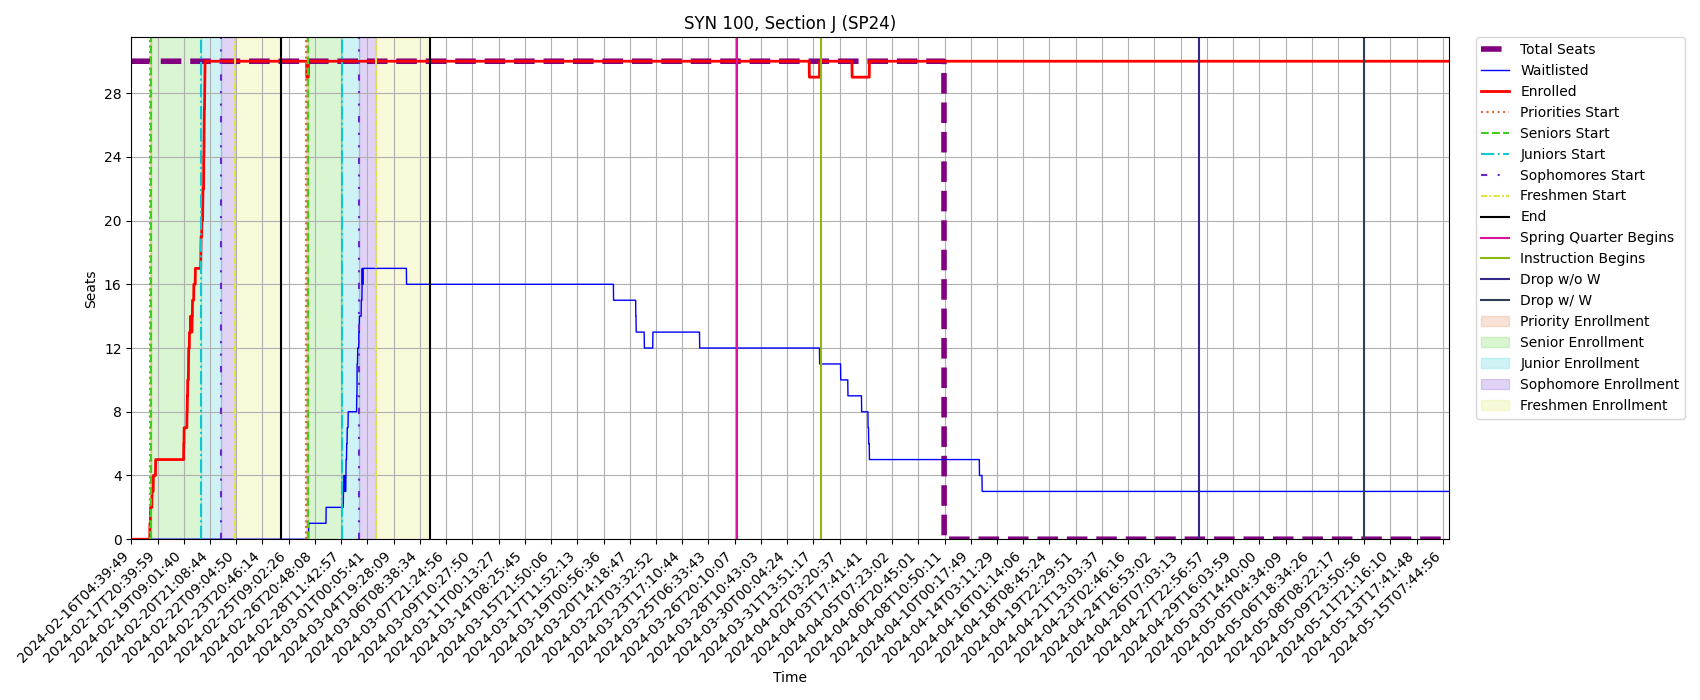 SYN 100, Section J (SP24)
Seats
28
24
20
16
12
8
4
0
2024-02-16T04:39:49
2024-02-17T20:39:59
2024-02-19T09:01:40
2024-02-20T21:08:44
2024-02-22T09:04:50
2024-02-23T20:46:14
2024-02-25T09:02:26
2024-02-26T20:48:08
2024-02-28T11:42:57
2024-03-01T00:05:41
2024-03-04T19:28:09
2024-03-06T08:38:34
2024-03-07T21:24:56
2024-03-09T10:27:50
2024-03-11T00:13:27
2024-03-14T08:25:45
2024-03-15T21:50:06
2024-03-17T11:52:13
2024-03-19T00:56:36
2024-03-20T14:18:47
2024-03-22T03:32:52
2024-03-23T17:10:44
2024-03-25T06:33:43
2024-03-26T20:10:07
2024-03-28T10:43:03
2024-03-30T00:04:24
2024-03-31T13:51:17
2024-04-02T03:20:37
2024-04-03T17:41:41
2024-04-05T07:23:02
2024-04-06T20:45:01
2024-04-08T10:50:11
2024-04-10T00:17:49
2024-04-14T03:11:29
2024-04-16T01:14:06
2024-04-18T08:45:24
2024-04-19T22:29:51
2024-04-21T13:03:37
2024-04-23T02:46:16
2024-04-24T16:53:02
2024-04-26T07:03:13
2024-04-27T22:56:57
2024-04-29T16:03:59
2024-05-03T14:40:00
2024-05-05T04:34:09
2024-05-06T18:34:26
2024-05-08T08:22:17
2024-05-09T23:50:56
2024-05-11T21:16:10
2024-05-13T17:41:48
2024-05-15T07:44:56
Time
Total Seats
Waitlisted
Enrolled
Priorities Start
Seniors Start
Juniors Start
Sophomores Start
Freshmen Start
End
Spring Quarter Begins
Instruction Begins
Drop w/o W
Drop w/ W
Priority Enrollment
Senior Enrollment
Junior Enrollment
Sophomore Enrollment
Freshmen Enrollment